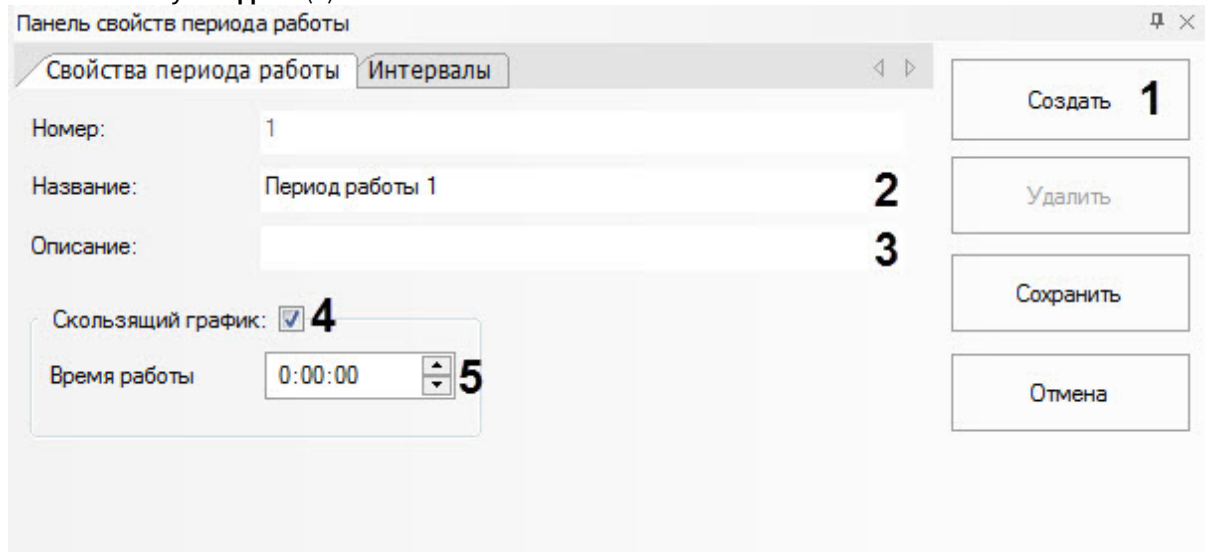 Панель свойств периода работы
Свойства периода работы Интервалы
Создать 1
Номер: 1
Название: Период работы 1 2
Удалить
Описание: 3
Сохранить
Скользящий график: 4
Время работы 0:00:00 5
Отмена